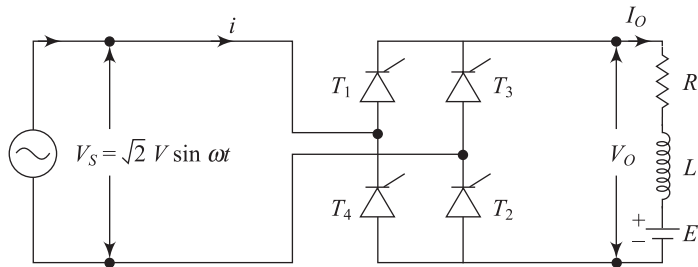 i
I_O
T_1
T_3
R
V_S = √2 V sin ωt
V_O
L
T_4
T_2
+
−
E